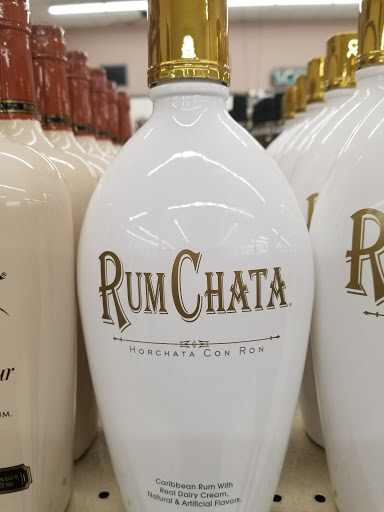 RUMCHATA
HORCHATA CON RON
Caribbean Rum With
Real Dairy Cream,
Natural & Artificial Flavors.